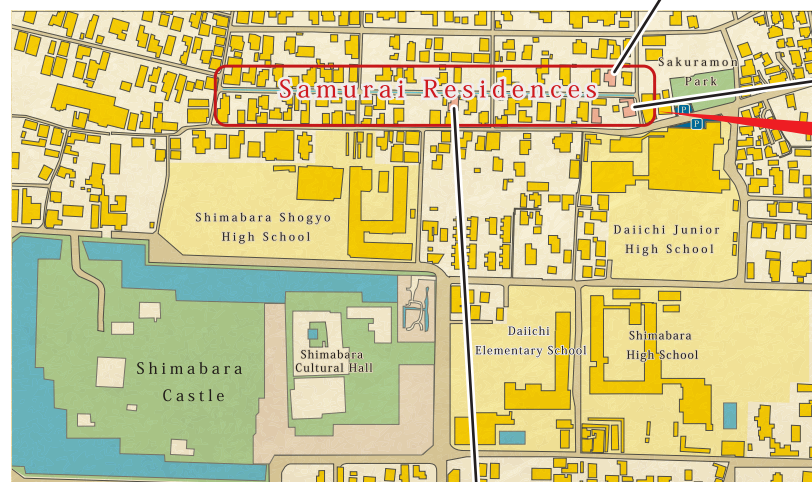 Samurai Residences
Sakuramon
Park
P
P
Shimabara Shogyo
High School
Daiichi Junior
High School
Shimabara
Castle
Shimabara
Cultural Hall
Daiichi
Elementary School
Shimabara
High School